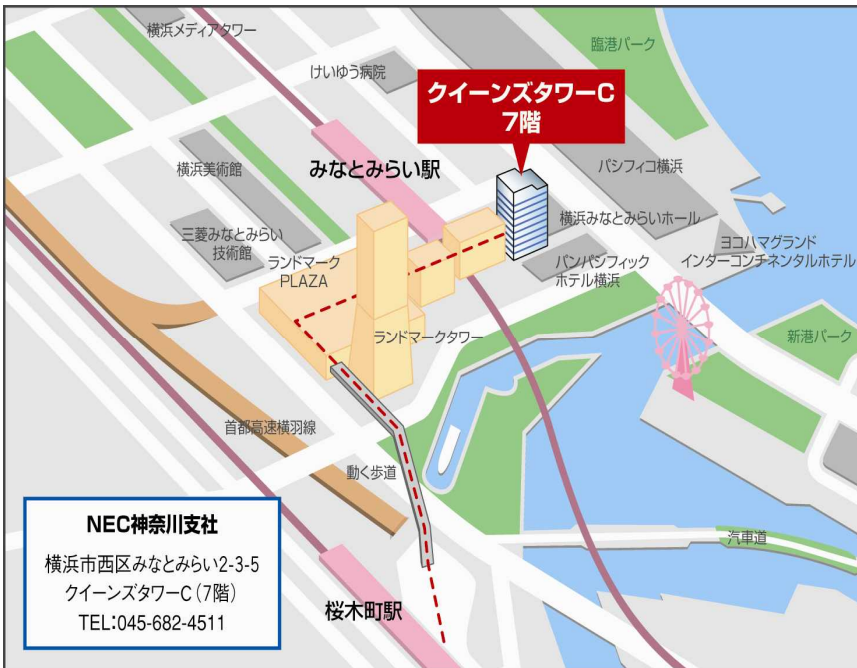 横浜メディアタワー
臨港パーク
けいゆう病院
クイーンズタワーC
7階
みなとみらい駅
横浜美術館
パシフィコ横浜
三菱みなとみらい
技術館
横浜みなとみらいホール
ランドマーク
PLAZA
パンパシフィック
ホテル横浜
ヨコハマグランド
インターコンチネンタルホテル
ランドマークタワー
新港パーク
首都高速横羽線
動く歩道
汽車道
NEC神奈川支社
横浜市西区みなとみらい2-3-5
クイーンズタワーC(7階)
TEL:045-682-4511
桜木町駅